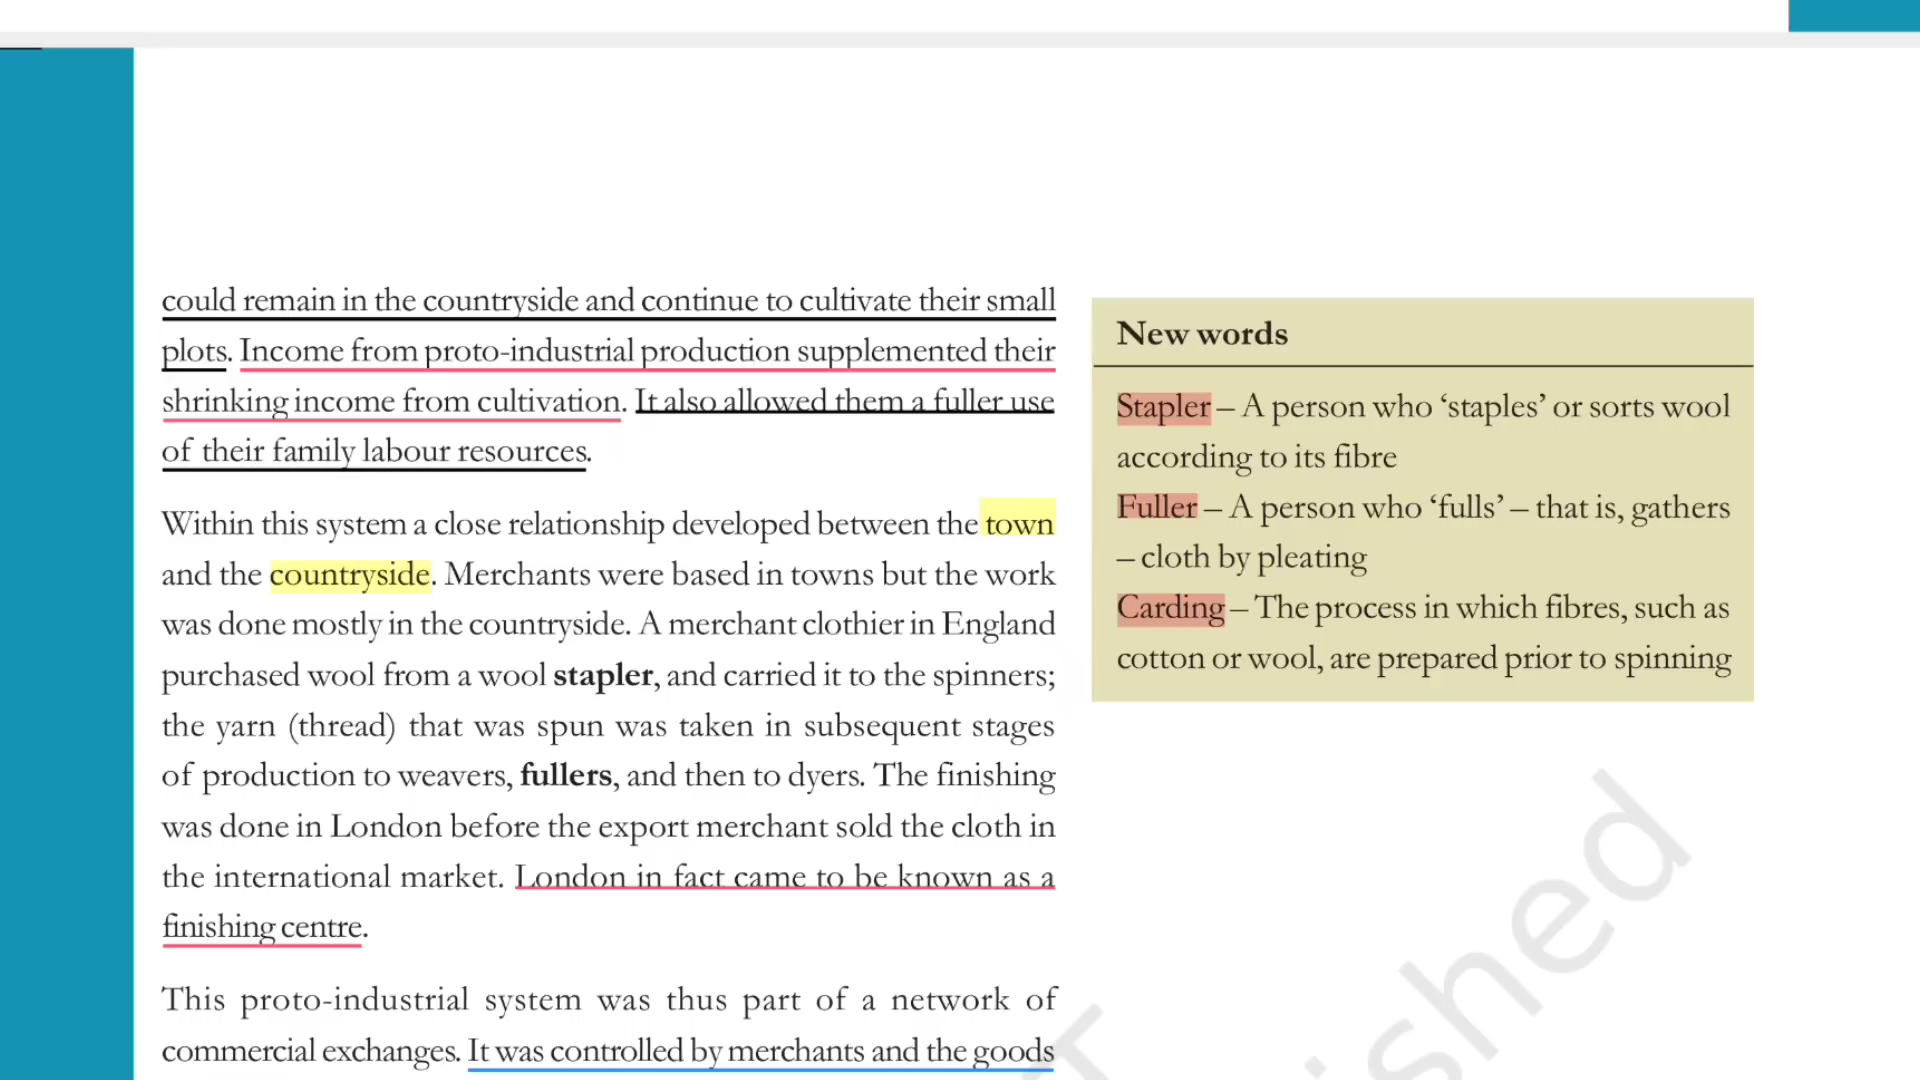 could remain in the countryside and continue to cultivate their small
plots. Income from proto-industrial production supplemented their
shrinking income from cultivation. It also allowed them a fuller use
of their family labour resources.
Within this system a close relationship developed between the town
and the countryside. Merchants were based in towns but the work
was done mostly in the countryside. A merchant clothier in England
purchased wool from a wool stapler, and carried it to the spinners;
the yarn (thread) that was spun was taken in subsequent stages
of production to weavers, fullers, and then to dyers. The finishing
was done in London before the export merchant sold the cloth in
the international market. London in fact came to be known as a
finishing centre.
This proto-industrial system was thus part of a network of
commercial exchanges. It was controlled by merchants and the goods
New words
Stapler – A person who ‘staples’ or sorts wool
according to its fibre
Fuller – A person who ‘fulls’ – that is, gathers
– cloth by pleating
Carding – The process in which fibres, such as
cotton or wool, are prepared prior to spinning